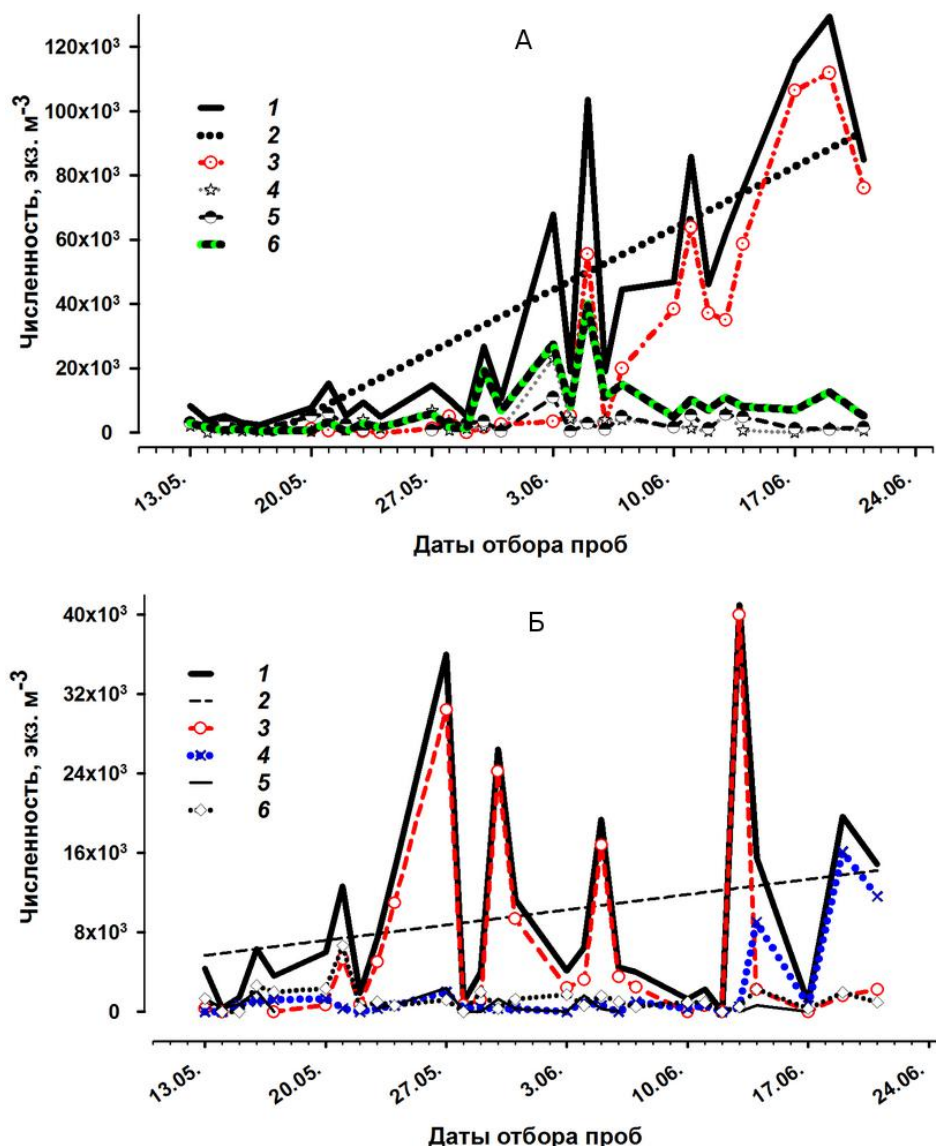 А
Численность, экз. м⁻³
120x10³
100x10³
80x10³
60x10³
40x10³
20x10³
0
1
2
3
4
5
6
13.05.
20.05.
27.05.
3.06.
10.06.
17.06.
24.06.
Даты отбора проб
Б
Численность, экз. м⁻³
40x10³
32x10³
24x10³
16x10³
8x10³
0
1
2
3
4
5
6
13.05.
20.05.
27.05.
3.06.
10.06.
17.06.
24.06.
Даты отбора проб